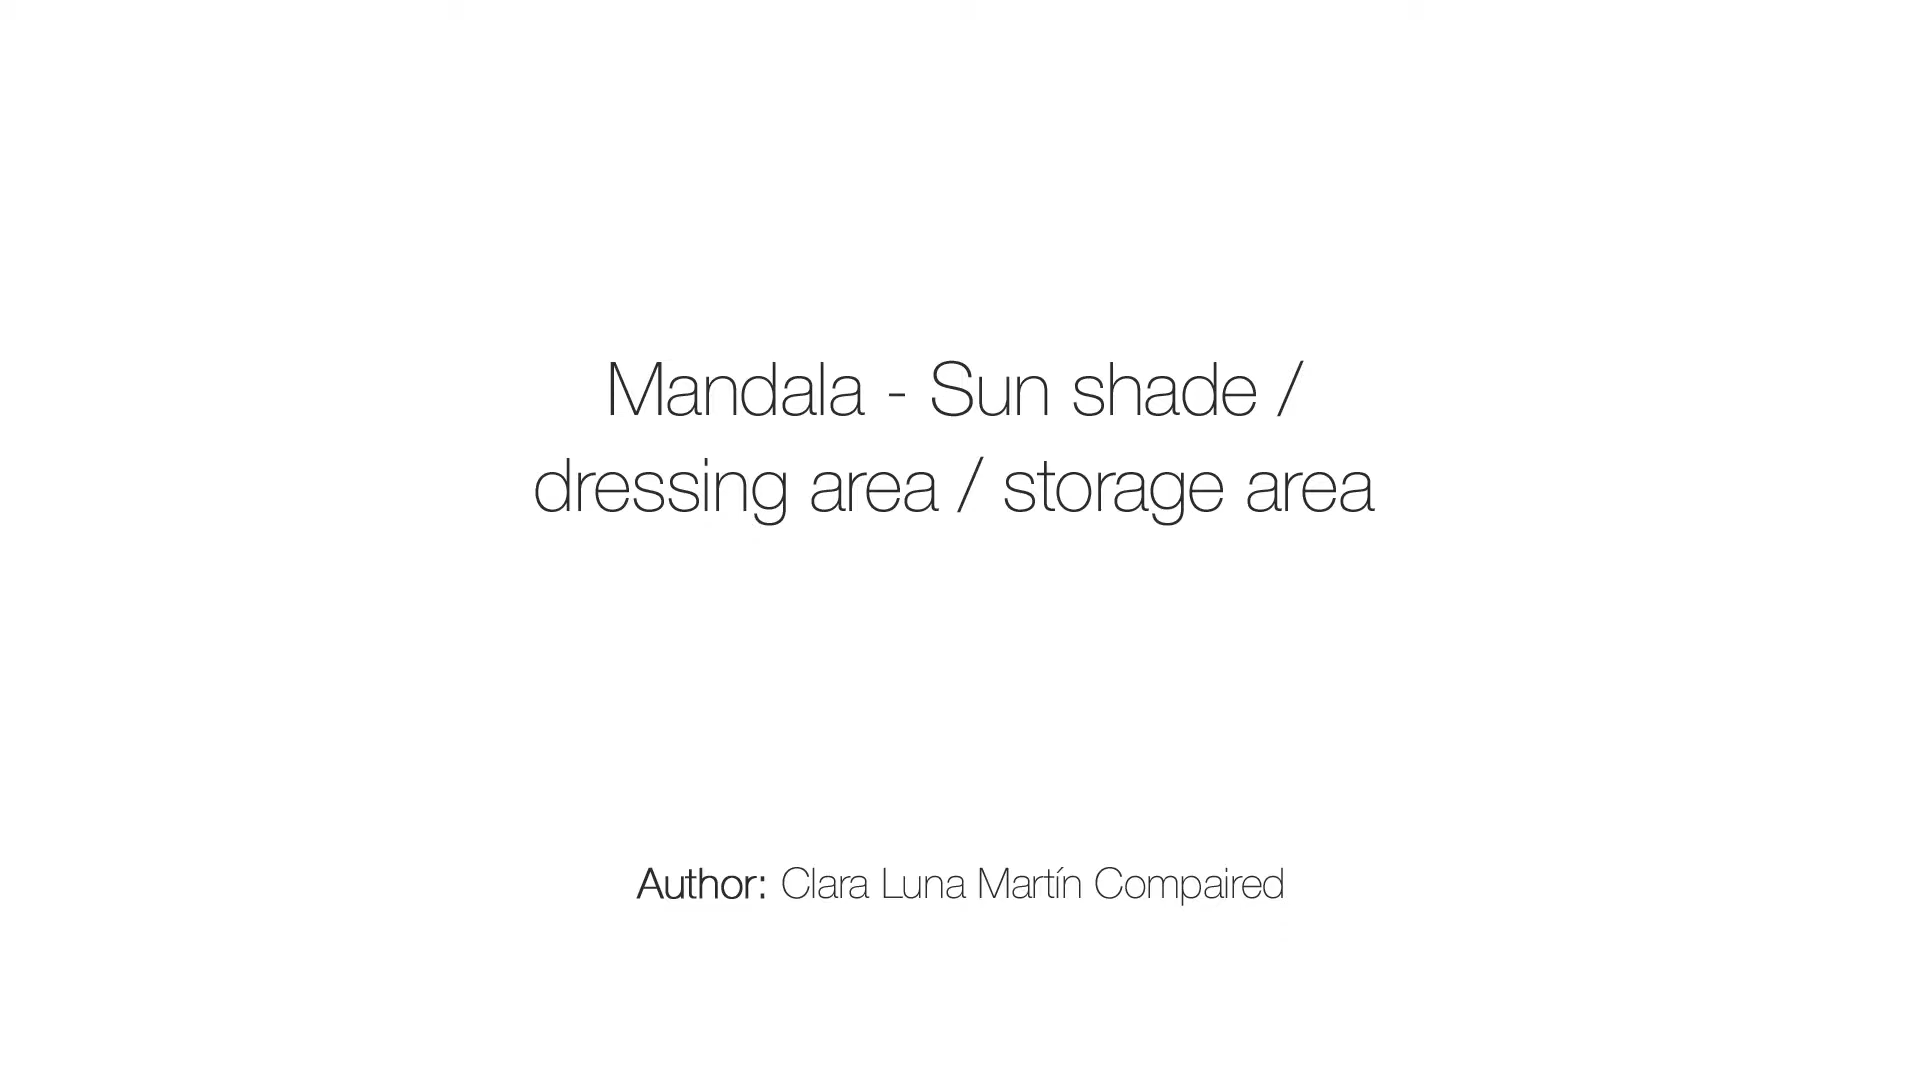 Mandala - Sun shade /
dressing area / storage area
Author: Clara Luna Martín Compaired